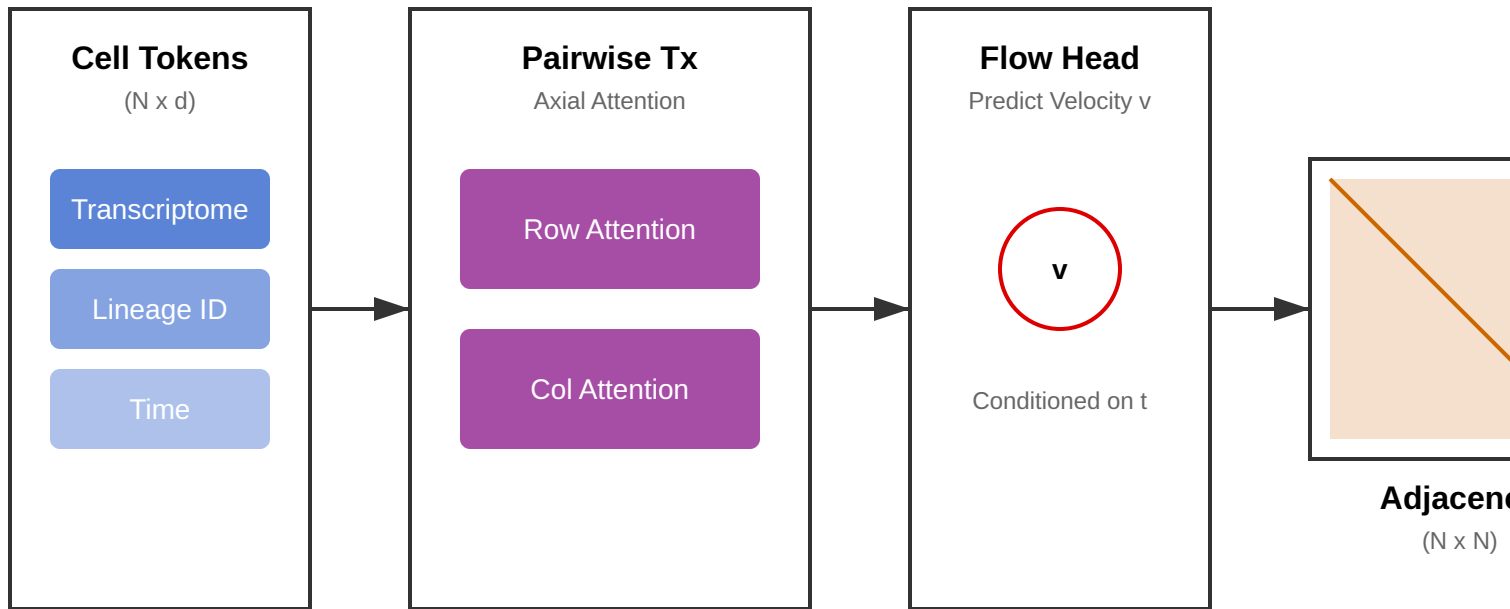 Cell Tokens
(N x d)
Transcriptome
Lineage ID
Time
Pairwise Tx
Axial Attention
Row Attention
Col Attention
Flow Head
Predict Velocity v
v
Conditioned on t
(N x N)